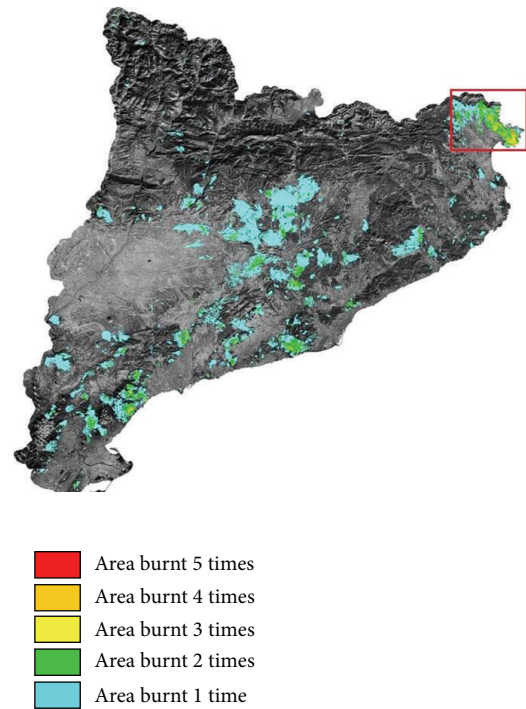 Area burnt 5 times
Area burnt 4 times
Area burnt 3 times
Area burnt 2 times
Area burnt 1 time